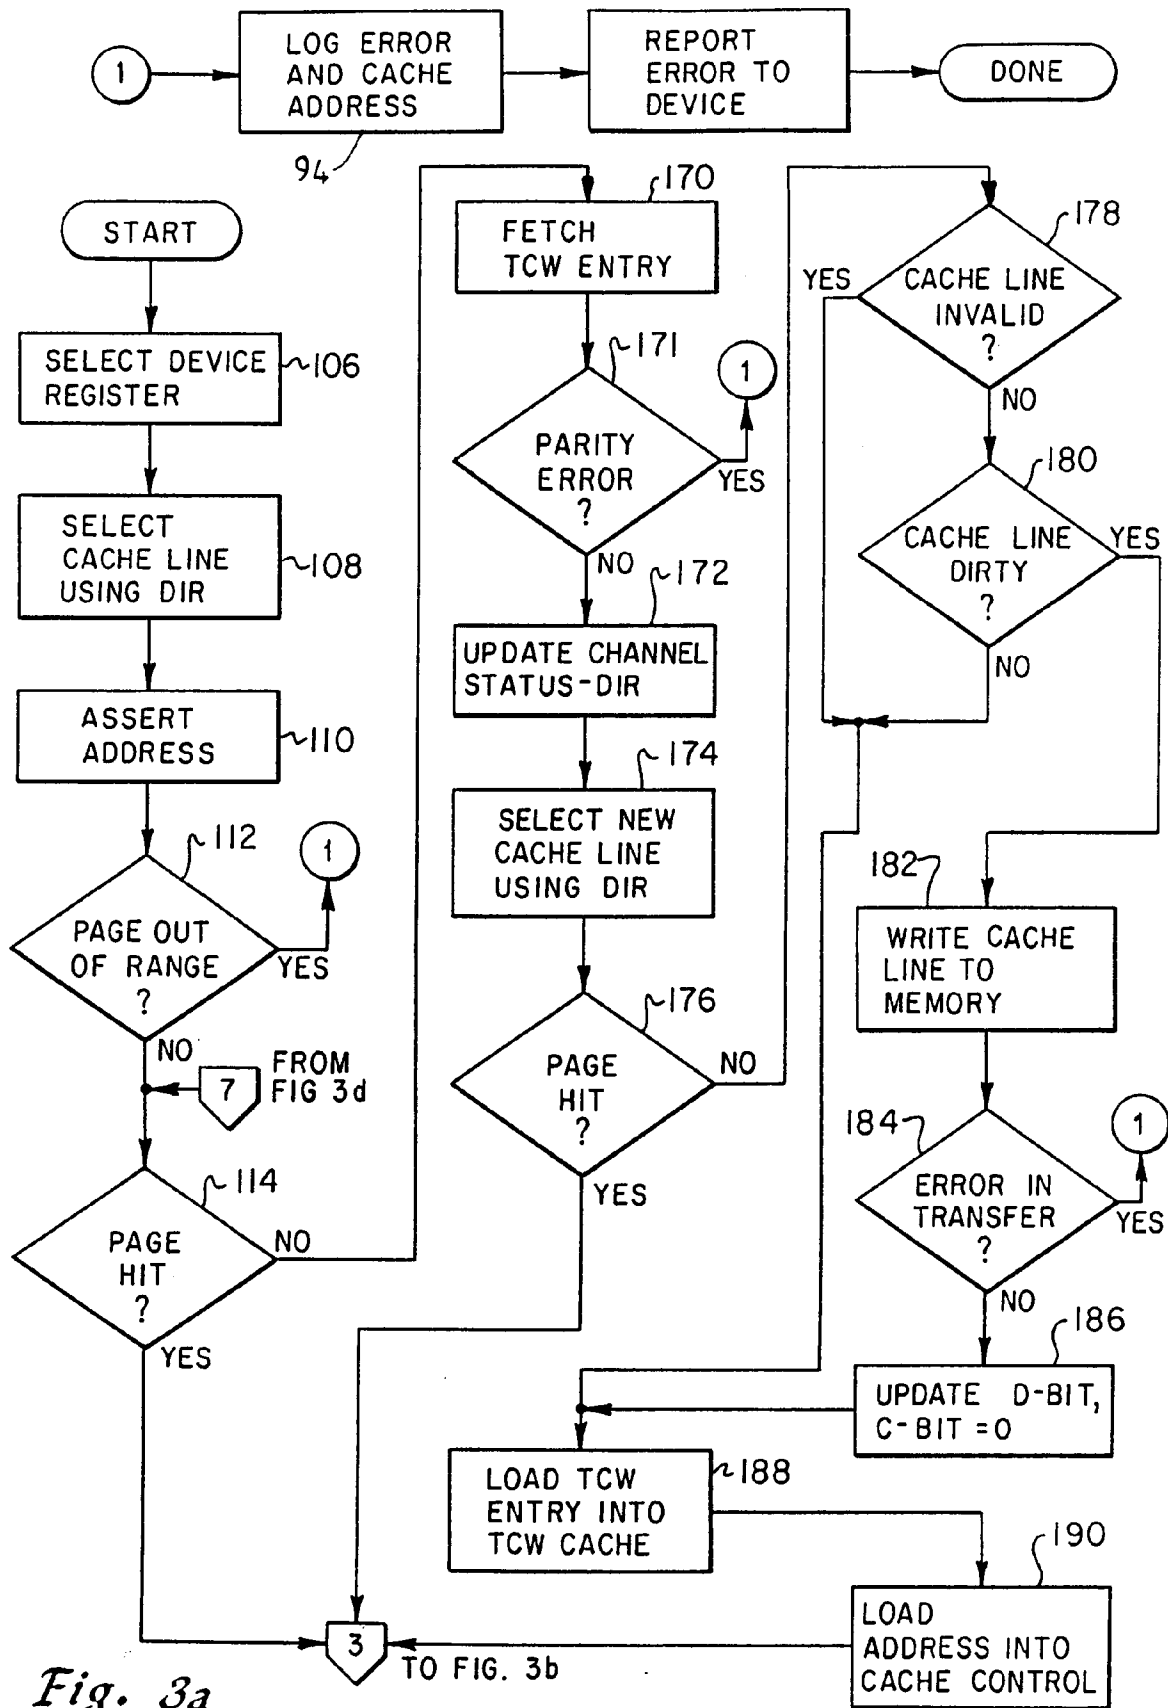 1
LOG ERROR
AND CACHE
ADDRESS
REPORT
ERROR TO
DEVICE
DONE
94
START
SELECT DEVICE
REGISTER
106
SELECT
CACHE LINE
USING DIR
108
ASSERT
ADDRESS
110
112
PAGE OUT
OF RANGE
?
YES
1
NO
7
FROM
FIG 3d
114
PAGE
HIT
?
NO
YES
170
FETCH
TCW ENTRY
171
PARITY
ERROR
?
YES
1
NO
172
UPDATE CHANNEL
STATUS-DIR
174
SELECT NEW
CACHE LINE
USING DIR
176
PAGE
HIT
?
NO
YES
178
CACHE LINE
INVALID
?
YES
NO
180
CACHE LINE
DIRTY
?
YES
NO
182
WRITE CACHE
LINE TO
MEMORY
184
ERROR IN
TRANSFER
?
YES
1
NO
186
UPDATE D-BIT,
C-BIT=0
188
LOAD TCW
ENTRY INTO
TCW CACHE
190
LOAD
ADDRESS INTO
CACHE CONTROL
3
TO FIG. 3b
Fig. 3a